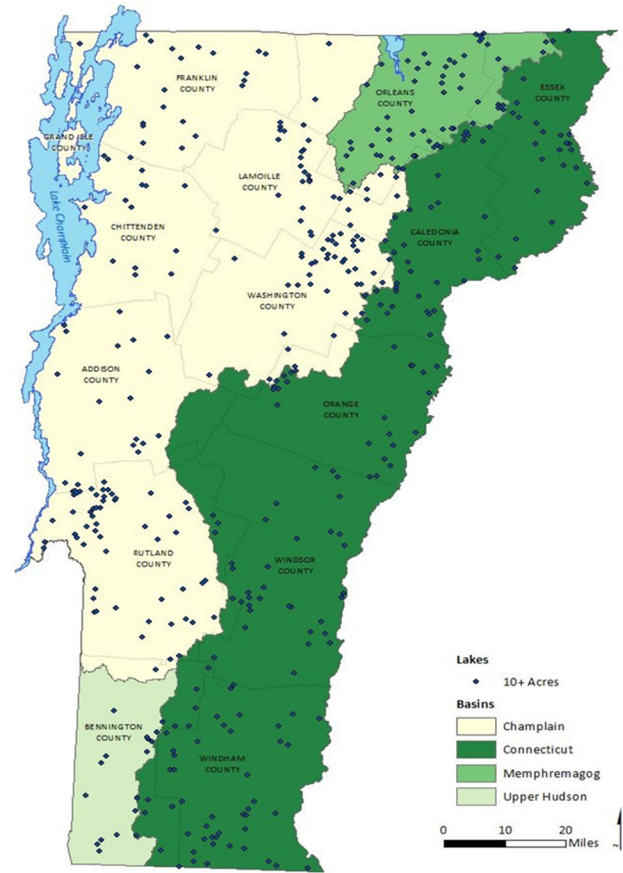 FRANKLIN
COUNTY
ORLEANS
COUNTY
ESSEX
COUNTY
GRAND ISLE
COUNTY
LAMOILLE
COUNTY
Lake Champlain
CHITTENDEN
COUNTY
CALEDONIA
COUNTY
WASHINGTON
COUNTY
ADDISON
COUNTY
ORANGE
COUNTY
RUTLAND
COUNTY
WINDSOR
COUNTY
BENNINGTON
COUNTY
WINDHAM
COUNTY
Lakes
10+ Acres
Basins
Champlain
Connecticut
Memphremagog
Upper Hudson
0 10 20
Miles